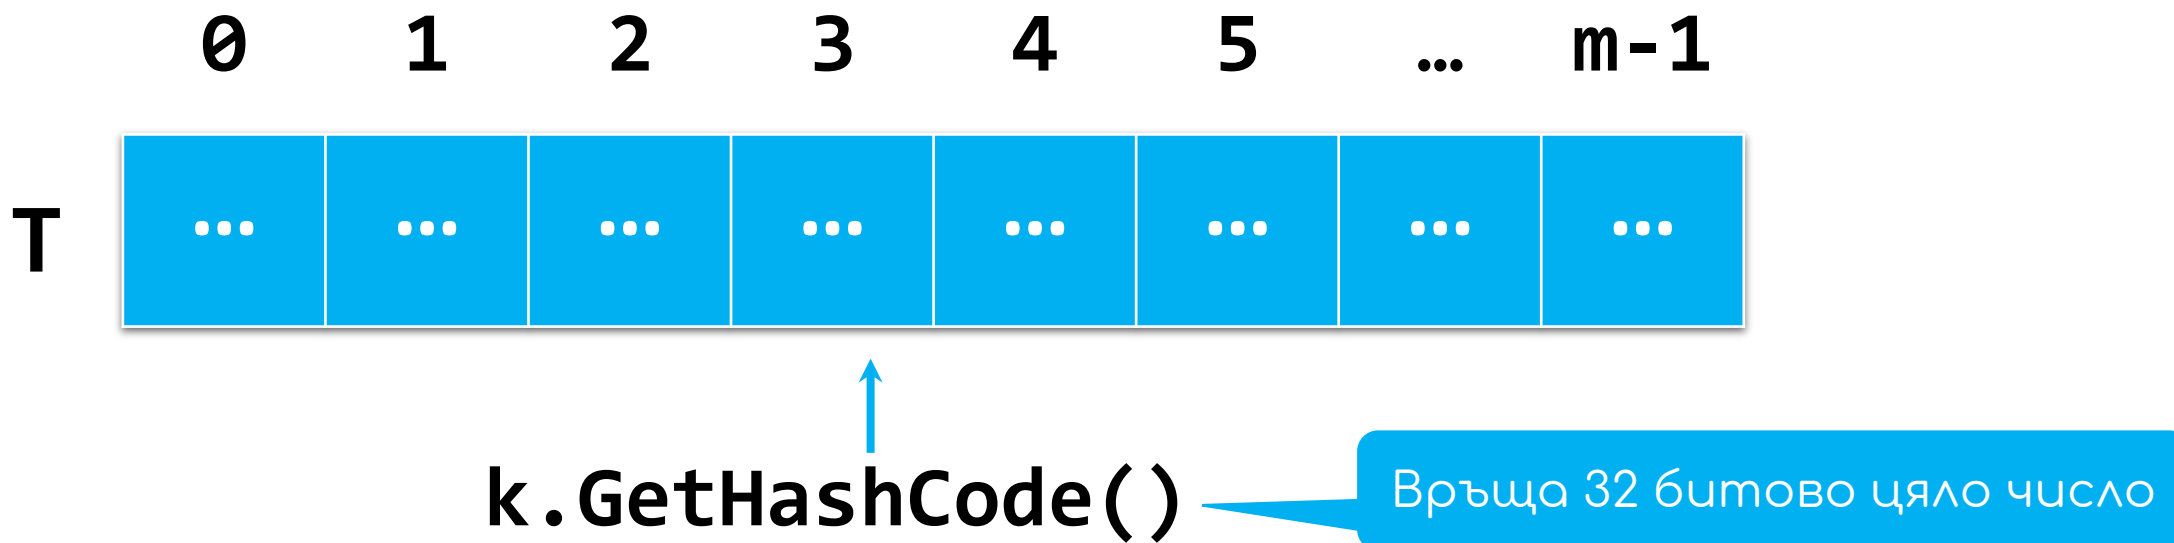 0 1 2 3 4 5 … m-1
T … … … … … … … …
k.GetHashCode()
Връща 32 битово цяло число